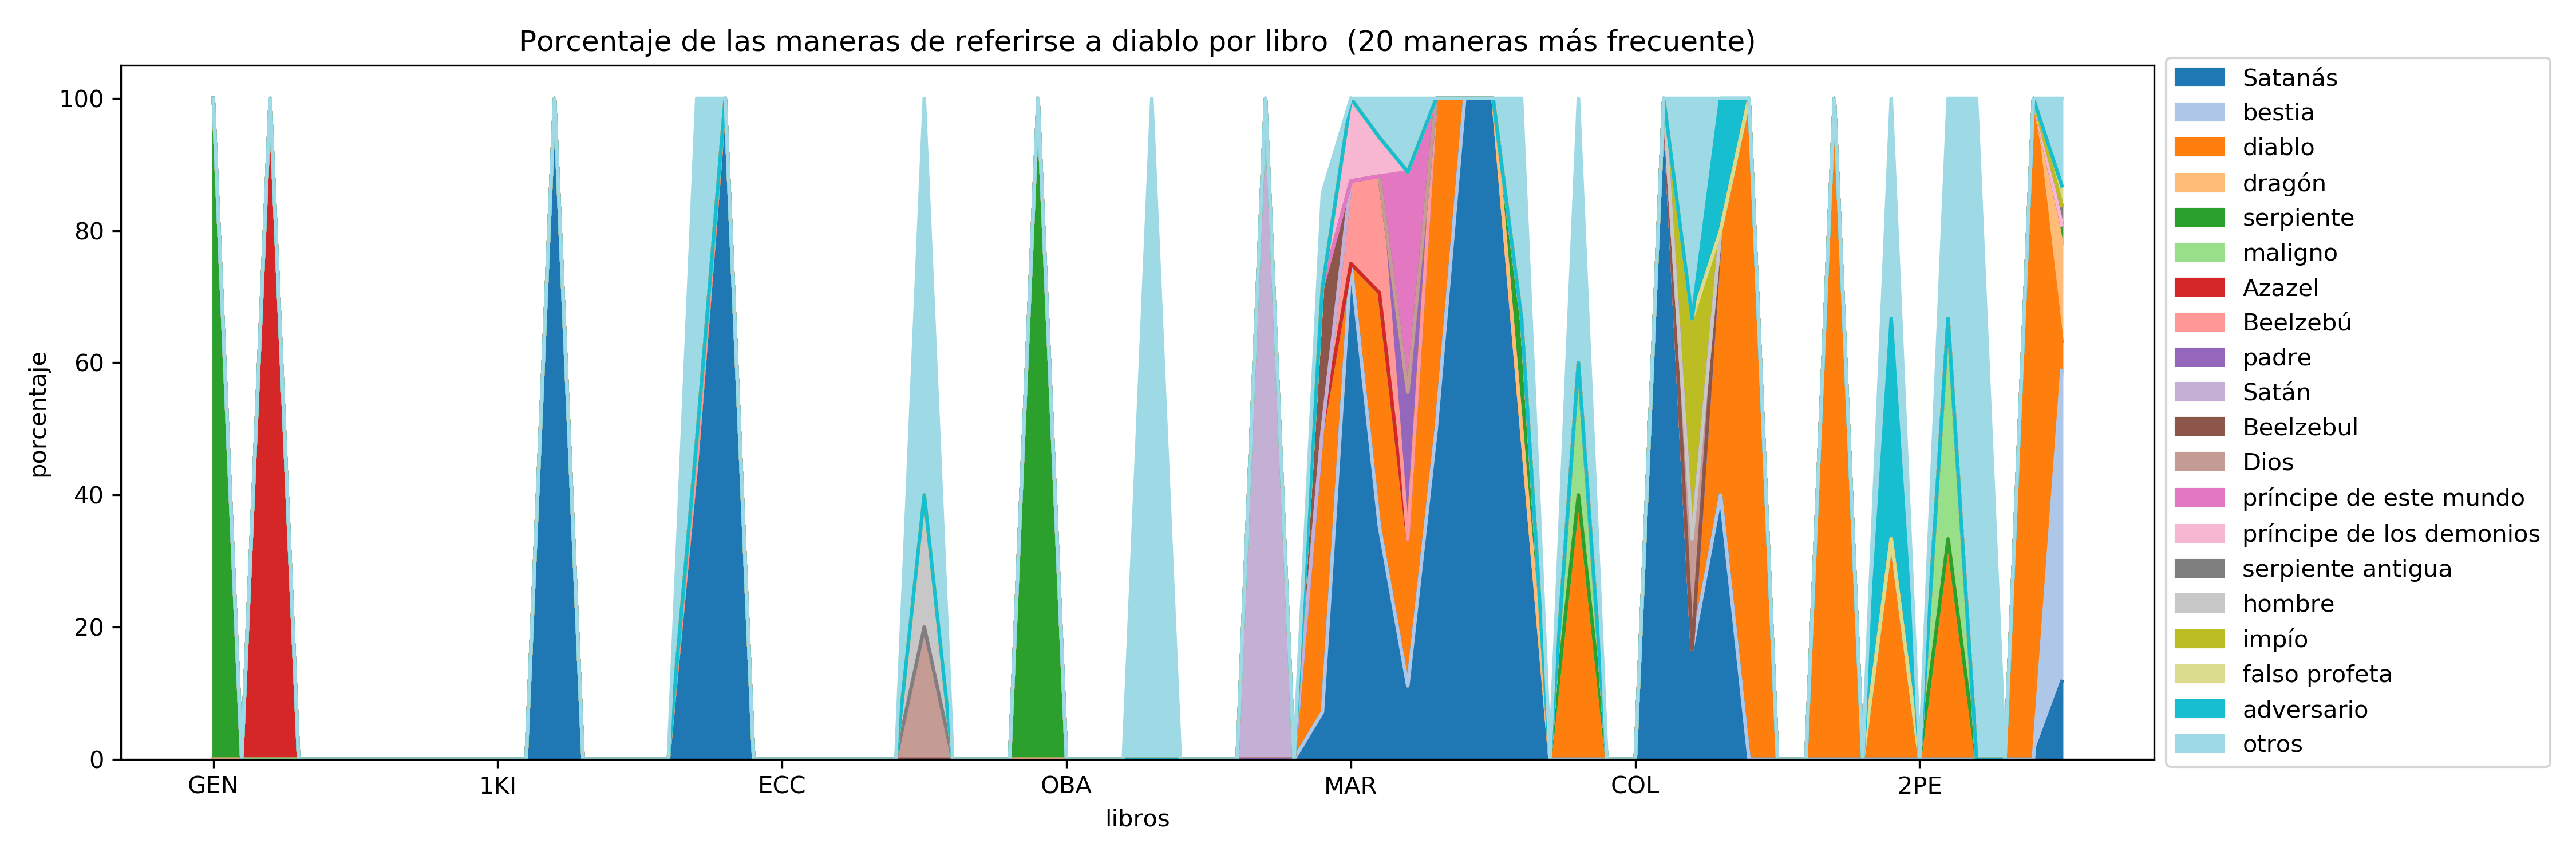 Porcentaje de las maneras de referirse a diablo por libro  (20 maneras más frecuente)
100
80
60
40
20
0
porcentaje
GEN 1KI ECC OBA MAR COL 2PE
libros
Satanás
bestia
diablo
dragón
serpiente
maligno
Azazel
Beelzebú
padre
Satán
Beelzebul
Dios
príncipe de este mundo
príncipe de los demonios
serpiente antigua
hombre
impío
falso profeta
adversario
otros